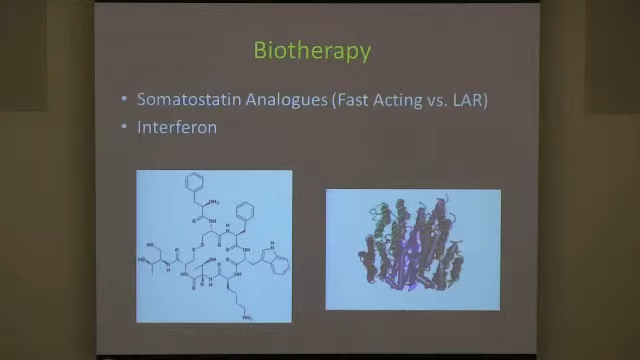 Biotherapy
• Somatostatin Analogues (Fast Acting vs. LAR)
• Interferon